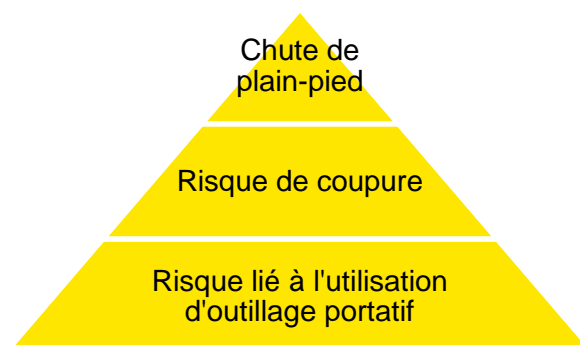 Chute de
plain-pied
Risque de coupure
Risque lié à l'utilisation
d'outillage portatif